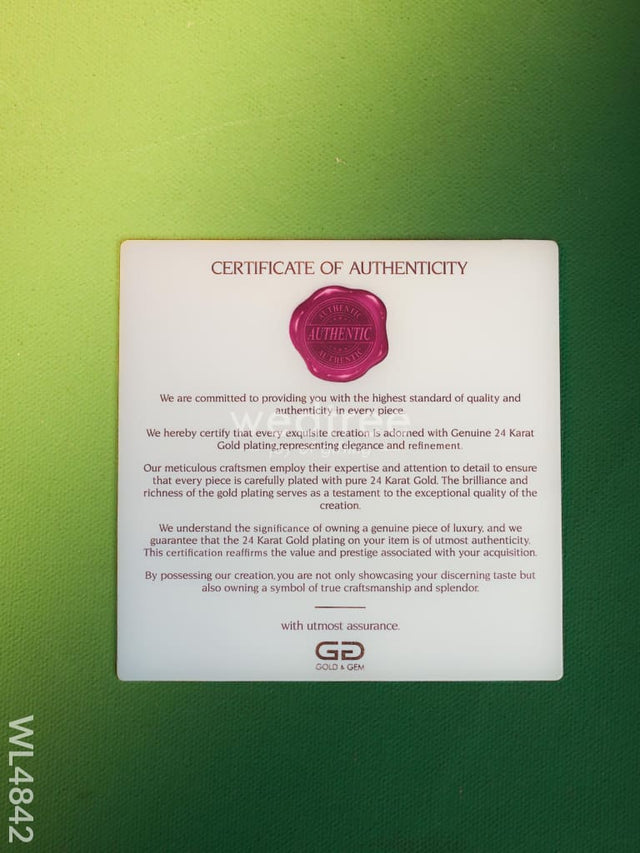 CERTIFICATE OF AUTHENTICITY
AUTHENTIC
AUTHENTIC
AUTHENTIC
We are committed to providing you with the highest standard of quality and
authenticity in every piece.
wedtree
We hereby certify that every exquisite creation is adorned with Genuine 24 Karat
Gold plating,representing elegance and refinement.
Our meticulous craftsmen employ their expertise and attention to detail to ensure
that every piece is carefully plated with pure 24 Karat Gold. The brilliance and
richness of the gold plating serves as a testament to the exceptional quality of the
creation.
We understand the significance of owning a genuine piece of luxury, and we
guarantee that the 24 Karat Gold plating on your item is of utmost authenticity.
This certification reaffirms the value and prestige associated with your acquisition.
By possessing our creation,you are not only showcasing your discerning taste but
also owning a symbol of true craftsmanship and splendor.
with utmost assurance.
GG
GOLD & GEM
WL4842